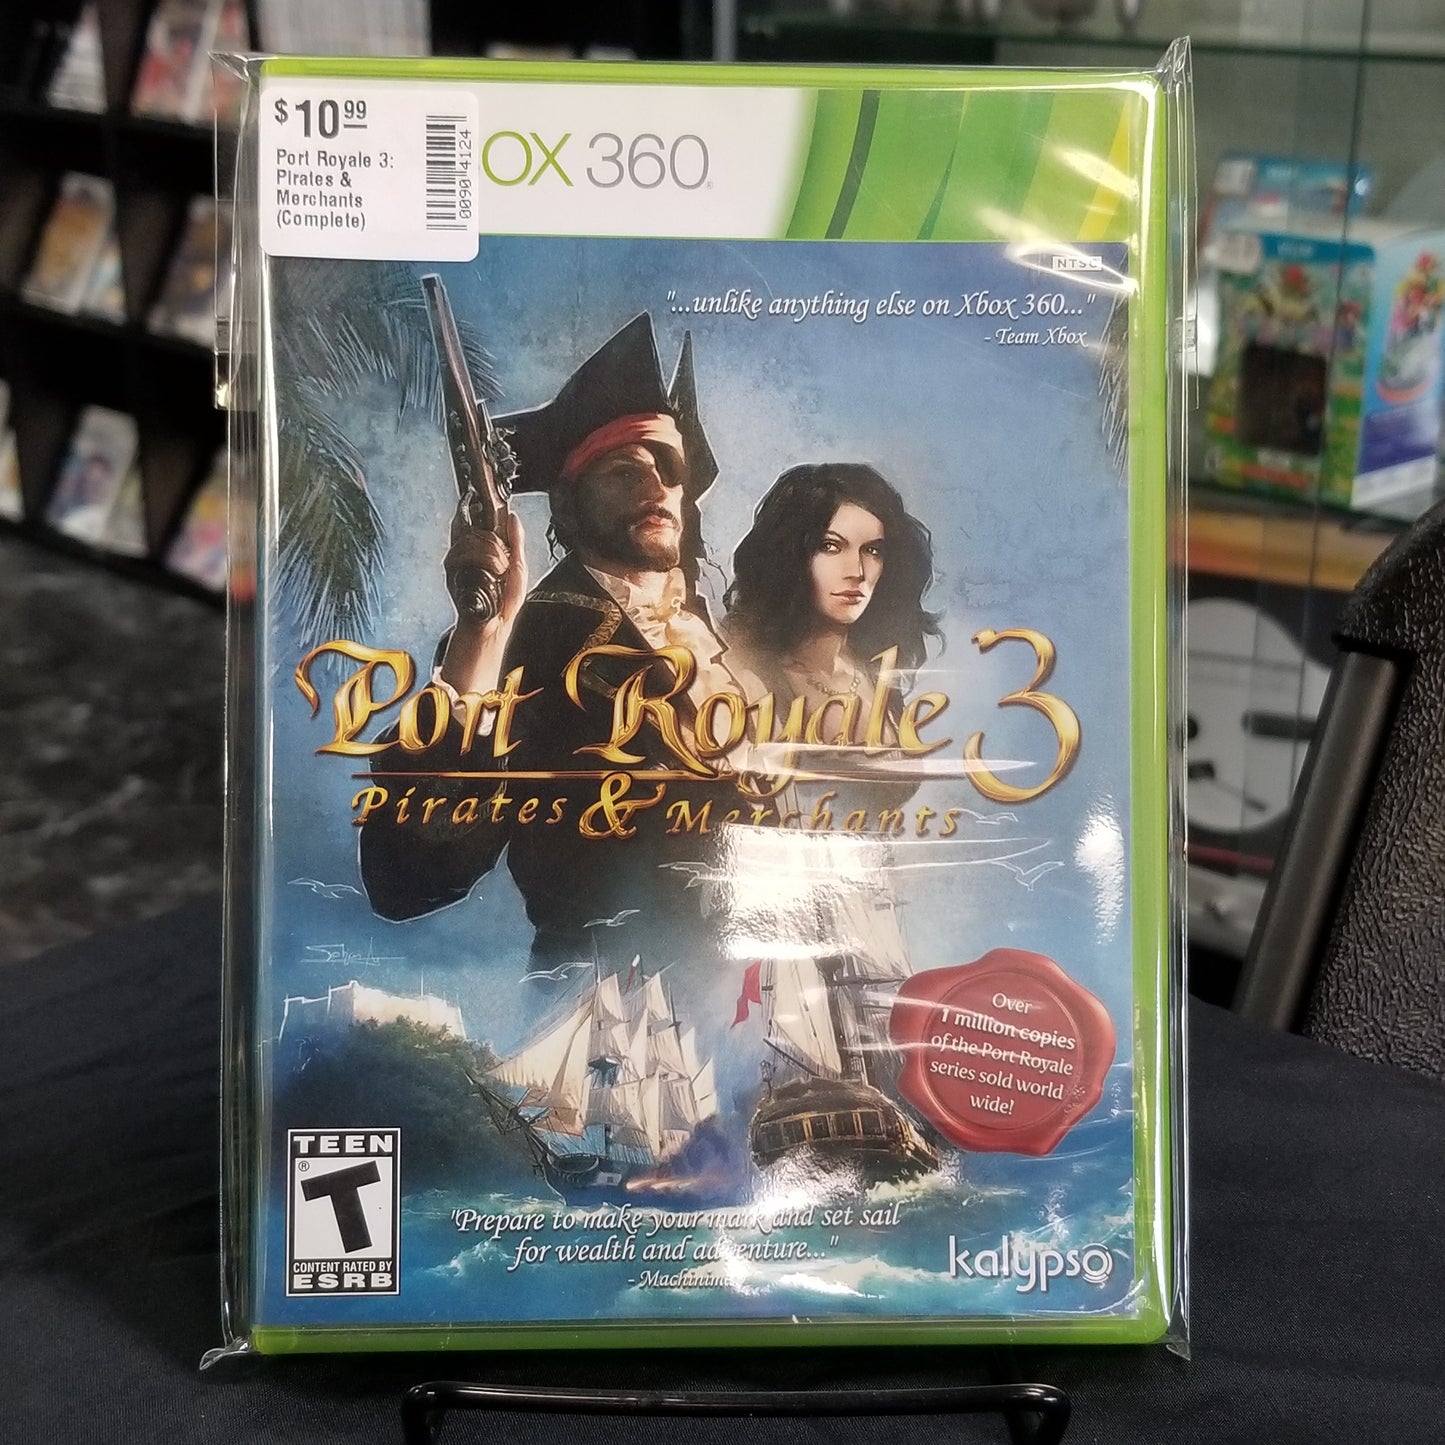 $10.99
Port Royale 3:
Pirates &
Merchants
(Complete)
0090 4124
OX 360
NTSC
"...unlike anything else on Xbox 360..."
- Team Xbox
Port Royale 3
Pirates & Merchants
Over
1 million copies
of the Port Royale
series sold world
wide!
TEEN
T
CONTENT RATED BY
ESRB
"Prepare to make your mark and set sail
for wealth and adventure..."
- Machinima
kalypso